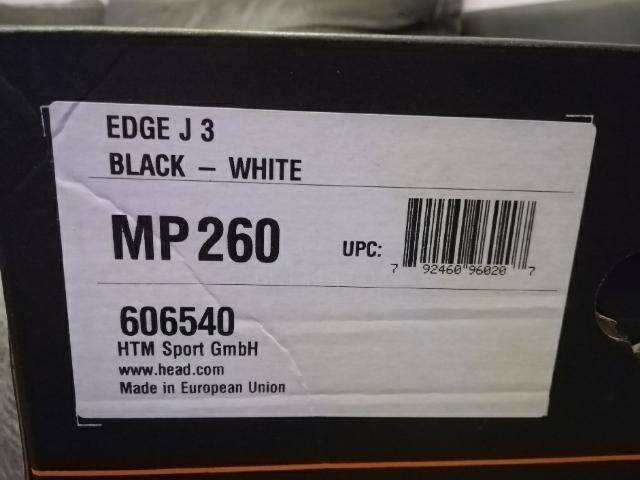 EDGE J 3
BLACK – WHITE
MP 260
UPC:
7 92460 96020 7
606540
HTM Sport GmbH
www.head.com
Made in European Union